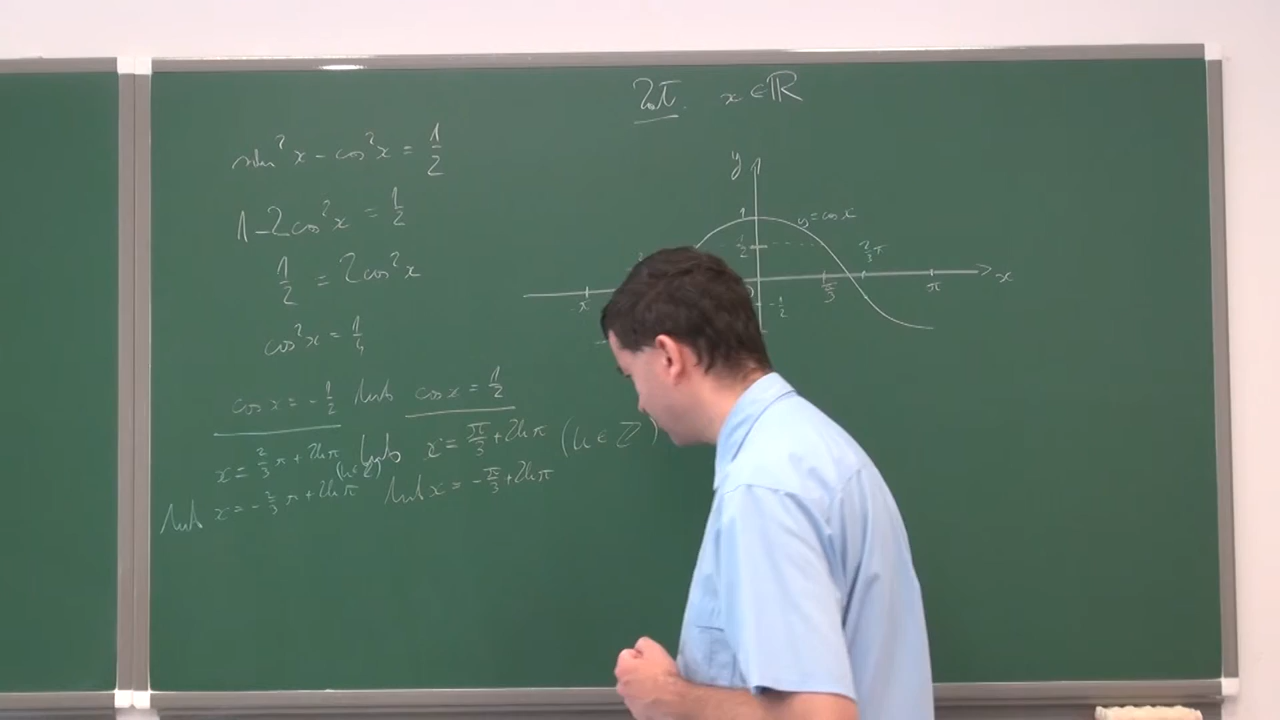 2π. x ∈ ℝ
sin²x - cos²x = 1/2
1 - 2cos²x = 1/2
1/2 = 2cos²x
cos²x = 1/4
cos x = -1/2 lub cos x = 1/2
x = 2/3 π + 2kπ (k∈ℤ) lub x = π/3 + 2kπ (k ∈ ℤ)
lub x = -2/3 π + 2kπ lub x = -π/3 + 2kπ
y
1 y = cos x
1/2 2/3 π
-π 0 π/3 π x
-1/2